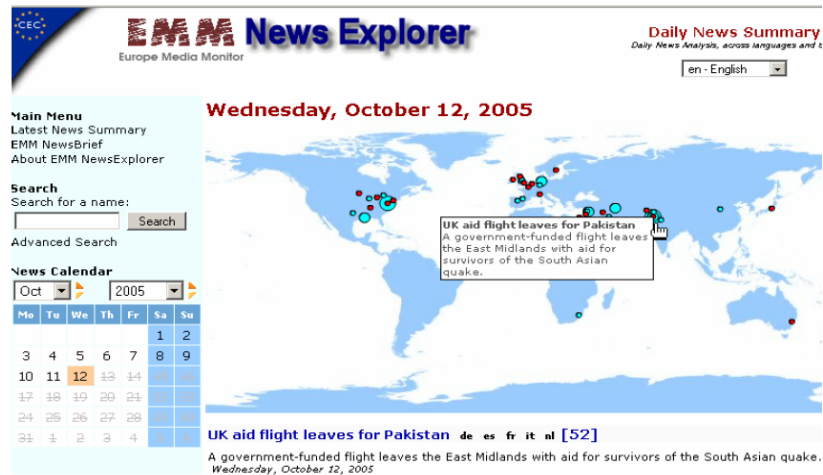 CEC
EMM News Explorer
Europe Media Monitor
Daily News Summary
Daily News Analysis, across languages and
en - English
Main Menu
Latest News Summary
EMM NewsBrief
About EMM NewsExplorer
Search
Search for a name:
Search
Advanced Search
News Calendar
Oct 2005
Mo Tu We Th Fr Sa Su
1 2
3 4 5 6 7 8 9
10 11 12 13 14
17 18 19 20 21
24 25 26 27 28
31 1 2 3 4
Wednesday, October 12, 2005
UK aid flight leaves for Pakistan
A government-funded flight leaves
the East Midlands with aid for
survivors of the South Asian
quake.
UK aid flight leaves for Pakistan de es fr it nl [52]
A government-funded flight leaves the East Midlands with aid for survivors of the South Asian quake.
Wednesday, October 12, 2005